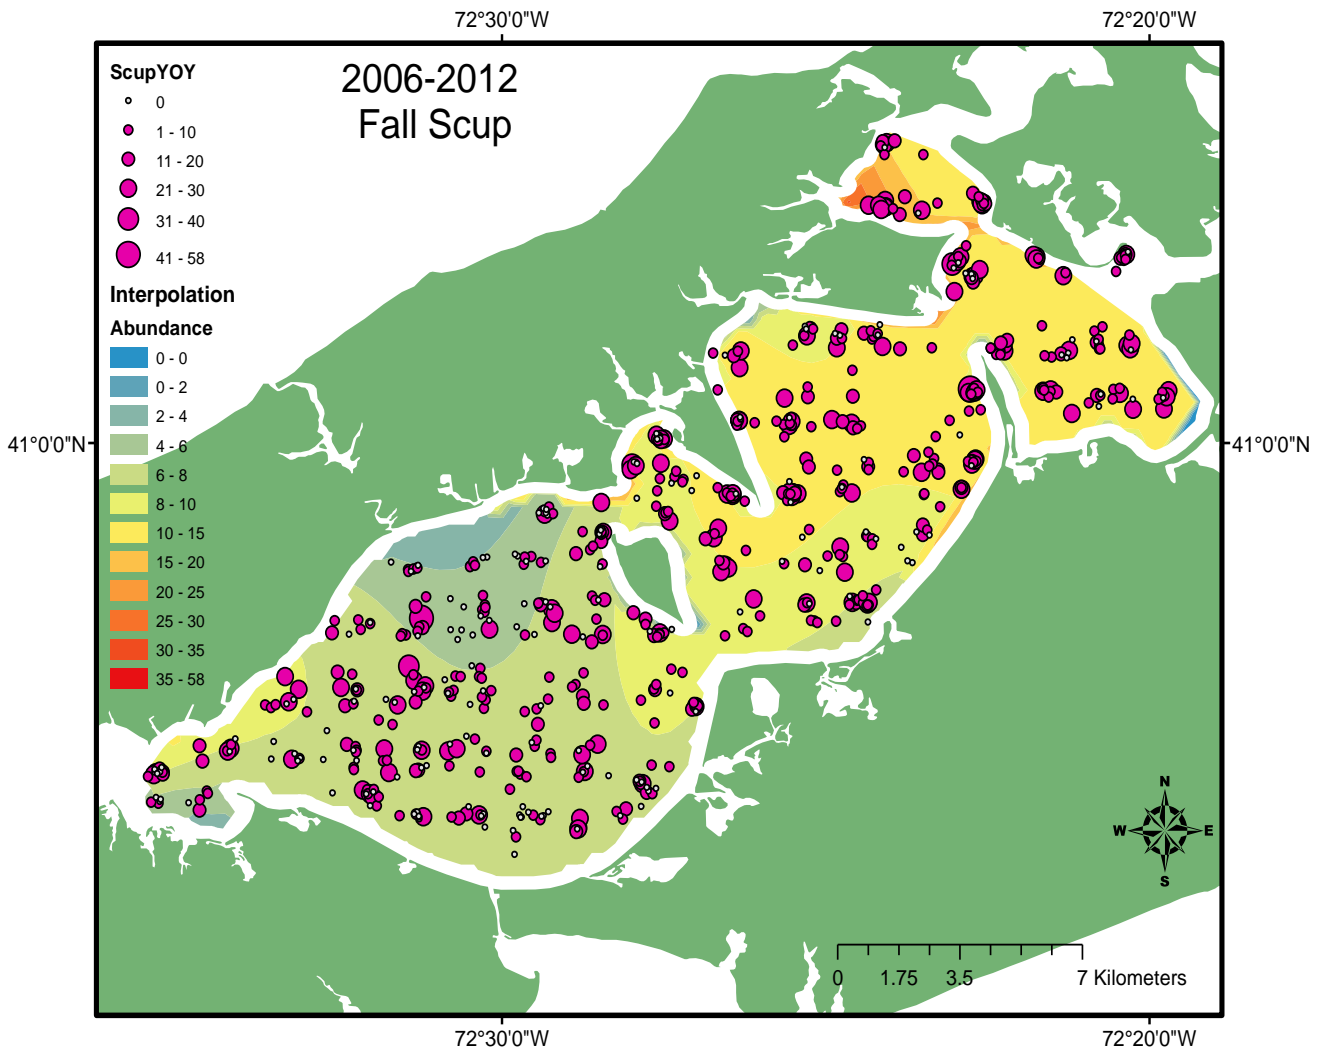 72°30'0"W 72°20'0"W
ScupYOY
0
1 - 10
11 - 20
21 - 30
31 - 40
41 - 58
2006-2012
Fall Scup
Interpolation
Abundance
0 - 0
0 - 2
2 - 4
4 - 6
6 - 8
8 - 10
10 - 15
15 - 20
20 - 25
25 - 30
30 - 35
35 - 58
41°0'0"N 41°0'0"N
N
W E
S
0 1.75 3.5 7 Kilometers
72°30'0"W 72°20'0"W